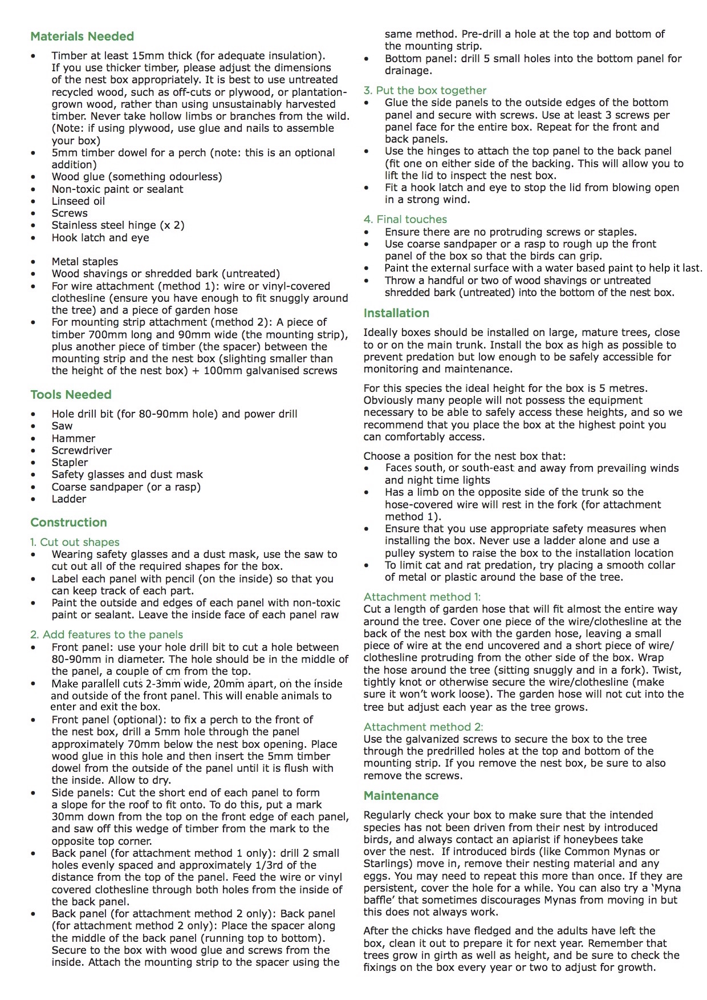 Materials Needed
• Timber at least 15mm thick (for adequate insulation).
If you use thicker timber, please adjust the dimensions
of the nest box appropriately. It is best to use untreated
recycled wood, such as off-cuts or plywood, or plantation-
grown wood, rather than using unsustainably harvested
timber. Never take hollow limbs or branches from the wild.
(Note: if using plywood, use glue and nails to assemble
your box)
• 5mm timber dowel for a perch (note: this is an optional
addition)
• Wood glue (something odourless)
• Non-toxic paint or sealant
• Linseed oil
• Screws
• Stainless steel hinge (x 2)
• Hook latch and eye
• Metal staples
• Wood shavings or shredded bark (untreated)
• For wire attachment (method 1): wire or vinyl-covered
clothesline (ensure you have enough to fit snuggly around
the tree) and a piece of garden hose
• For mounting strip attachment (method 2): A piece of
timber 700mm long and 90mm wide (the mounting strip),
plus another piece of timber (the spacer) between the
mounting strip and the nest box (slighting smaller than
the height of the nest box) + 100mm galvanised screws
Tools Needed
• Hole drill bit (for 80-90mm hole) and power drill
• Saw
• Hammer
• Screwdriver
• Stapler
• Safety glasses and dust mask
• Coarse sandpaper (or a rasp)
• Ladder
Construction
1. Cut out shapes
• Wearing safety glasses and a dust mask, use the saw to
cut out all of the required shapes for the box.
• Label each panel with pencil (on the inside) so that you
can keep track of each part.
• Paint the outside and edges of each panel with non-toxic
paint or sealant. Leave the inside face of each panel raw
2. Add features to the panels
• Front panel: use your hole drill bit to cut a hole between
80-90mm in diameter. The hole should be in the middle of
the panel, a couple of cm from the top.
• Make parallell cuts 2-3mm wide, 20mm apart, on the inside
and outside of the front panel. This will enable animals to
enter and exit the box.
• Front panel (optional): to fix a perch to the front of
the nest box, drill a 5mm hole through the panel
approximately 70mm below the nest box opening. Place
wood glue in this hole and then insert the 5mm timber
dowel from the outside of the panel until it is flush with
the inside. Allow to dry.
• Side panels: Cut the short end of each panel to form
a slope for the roof to fit onto. To do this, put a mark
30mm down from the top on the front edge of each panel,
and saw off this wedge of timber from the mark to the
opposite top corner.
• Back panel (for attachment method 1 only): drill 2 small
holes evenly spaced and approximately 1/3rd of the
distance from the top of the panel. Feed the wire or vinyl
covered clothesline through both holes from the inside of
the back panel.
• Back panel (for attachment method 2 only): Back panel
(for attachment method 2 only): Place the spacer along
the middle of the back panel (running top to bottom).
Secure to the box with wood glue and screws from the
inside. Attach the mounting strip to the spacer using the
same method. Pre-drill a hole at the top and bottom of
the mounting strip.
• Bottom panel: drill 5 small holes into the bottom panel for
drainage.
3. Put the box together
• Glue the side panels to the outside edges of the bottom
panel and secure with screws. Use at least 3 screws per
panel face for the entire box. Repeat for the front and
back panels.
• Use the hinges to attach the top panel to the back panel
(fit one on either side of the backing. This will allow you to
lift the lid to inspect the nest box.
• Fit a hook latch and eye to stop the lid from blowing open
in a strong wind.
4. Final touches
• Ensure there are no protruding screws or staples.
• Use coarse sandpaper or a rasp to rough up the front
panel of the box so that the birds can grip.
• Paint the external surface with a water based paint to help it last.
• Throw a handful or two of wood shavings or untreated
shredded bark (untreated) into the bottom of the nest box.
Installation
Ideally boxes should be installed on large, mature trees, close
to or on the main trunk. Install the box as high as possible to
prevent predation but low enough to be safely accessible for
monitoring and maintenance.
For this species the ideal height for the box is 5 metres.
Obviously many people will not possess the equipment
necessary to be able to safely access these heights, and so we
recommend that you place the box at the highest point you
can comfortably access.
Choose a position for the nest box that:
• Faces south, or south-east and away from prevailing winds
and night time lights
• Has a limb on the opposite side of the trunk so the
hose-covered wire will rest in the fork (for attachment
method 1).
• Ensure that you use appropriate safety measures when
installing the box. Never use a ladder alone and use a
pulley system to raise the box to the installation location
• To limit cat and rat predation, try placing a smooth collar
of metal or plastic around the base of the tree.
Attachment method 1:
Cut a length of garden hose that will fit almost the entire way
around the tree. Cover one piece of the wire/clothesline at the
back of the nest box with the garden hose, leaving a small
piece of wire at the end uncovered and a short piece of wire/
clothesline protruding from the other side of the box. Wrap
the hose around the tree (sitting snuggly and in a fork). Twist,
tightly knot or otherwise secure the wire/clothesline (make
sure it won’t work loose). The garden hose will not cut into the
tree but adjust each year as the tree grows.
Attachment method 2:
Use the galvanized screws to secure the box to the tree
through the predrilled holes at the top and bottom of the
mounting strip. If you remove the nest box, be sure to also
remove the screws.
Maintenance
Regularly check your box to make sure that the intended
species has not been driven from their nest by introduced
birds, and always contact an apiarist if honeybees take
over the nest. If introduced birds (like Common Mynas or
Starlings) move in, remove their nesting material and any
eggs. You may need to repeat this more than once. If they are
persistent, cover the hole for a while. You can also try a ‘Myna
baffle’ that sometimes discourages Mynas from moving in but
this does not always work.
After the chicks have fledged and the adults have left the
box, clean it out to prepare it for next year. Remember that
trees grow in girth as well as height, and be sure to check the
fixings on the box every year or two to adjust for growth.